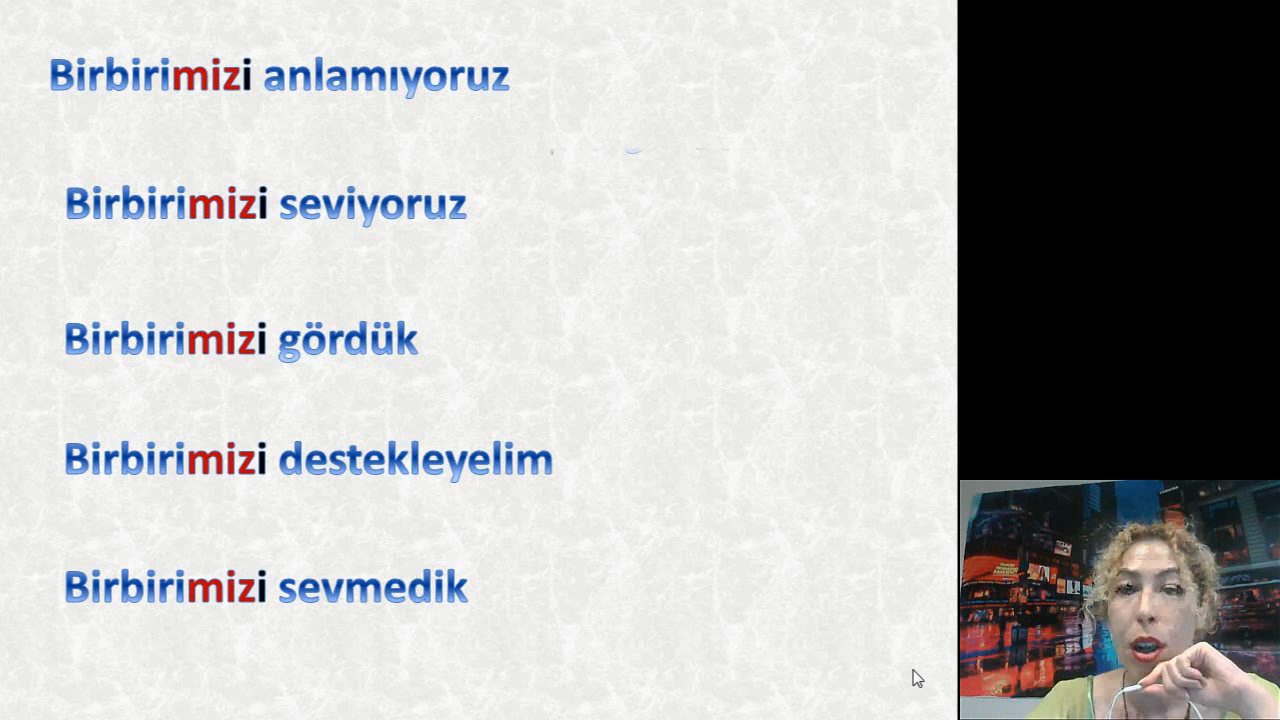 Birbirimizi anlamıyoruz
Birbirimizi seviyoruz
Birbirimizi gördük
Birbirimizi destekleyelim
Birbirimizi sevmedik